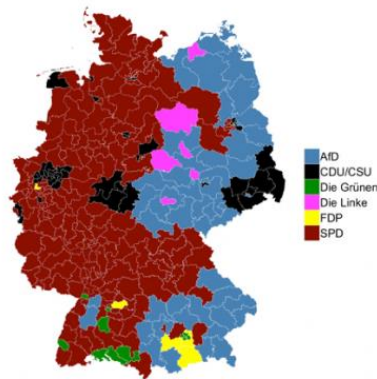 AfD
CDU/CSU
Die Grünen
Die Linke
FDP
SPD